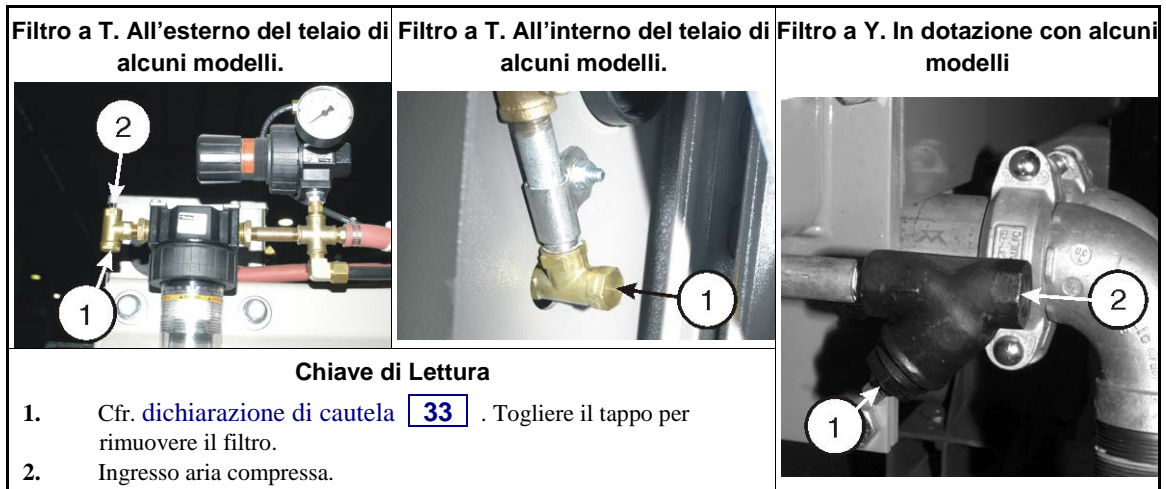 Filtro a T. All'esterno del telaio di
alcuni modelli.
Filtro a T. All'interno del telaio di
alcuni modelli.
Filtro a Y. In dotazione con alcuni
modelli
2
1
1
2
1
Chiave di Lettura
1. Cfr. dichiarazione di cautela 33 . Togliere il tappo per
rimuovere il filtro.
2. Ingresso aria compressa.